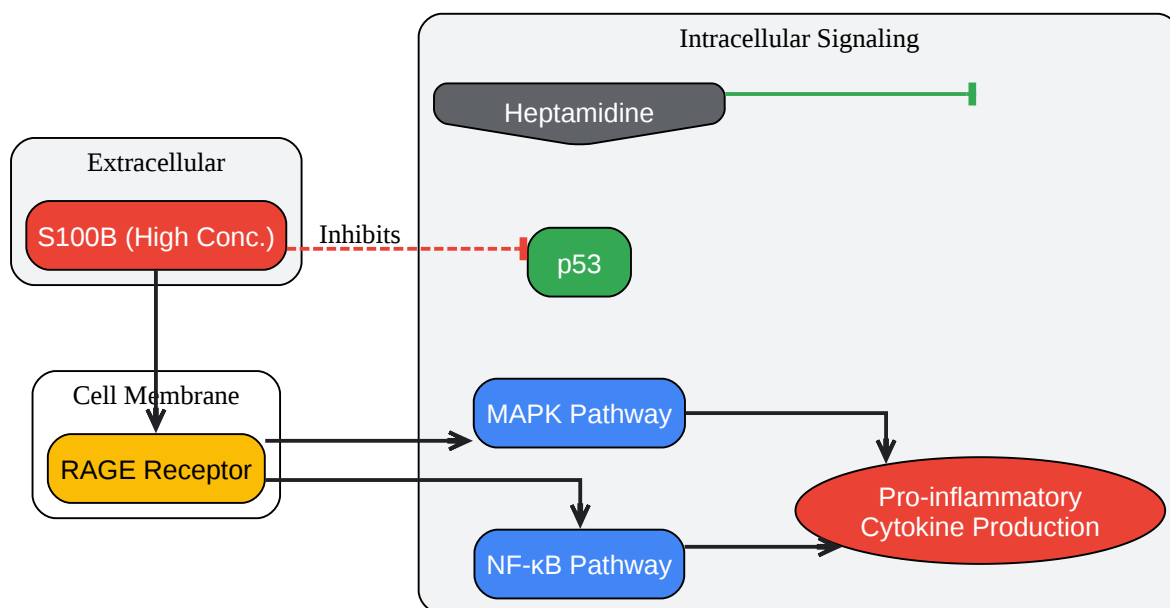 Intracellular Signaling
Heptamidine
Extracellular
S100B (High Conc.)
Inhibits
p53
Cell Membrane
MAPK Pathway
RAGE Receptor
Pro-inflammatory
Cytokine Production
NF-κB Pathway